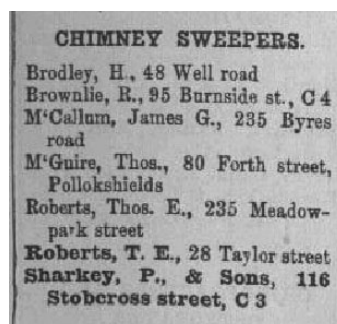 CHIMNEY SWEEPERS.
Brodley, H., 48 Well road
Brownlie, R., 95 Burnside st., C 4
M‘Callum, James G., 235 Byres
road
M‘Guire, Thos., 80 Forth street,
Pollokshields
Roberts, Thos. E., 235 Meadow-
park street
Roberts, T. E., 28 Taylor street
Sharkey, P., & Sons, 116
Stobcross street, C 3